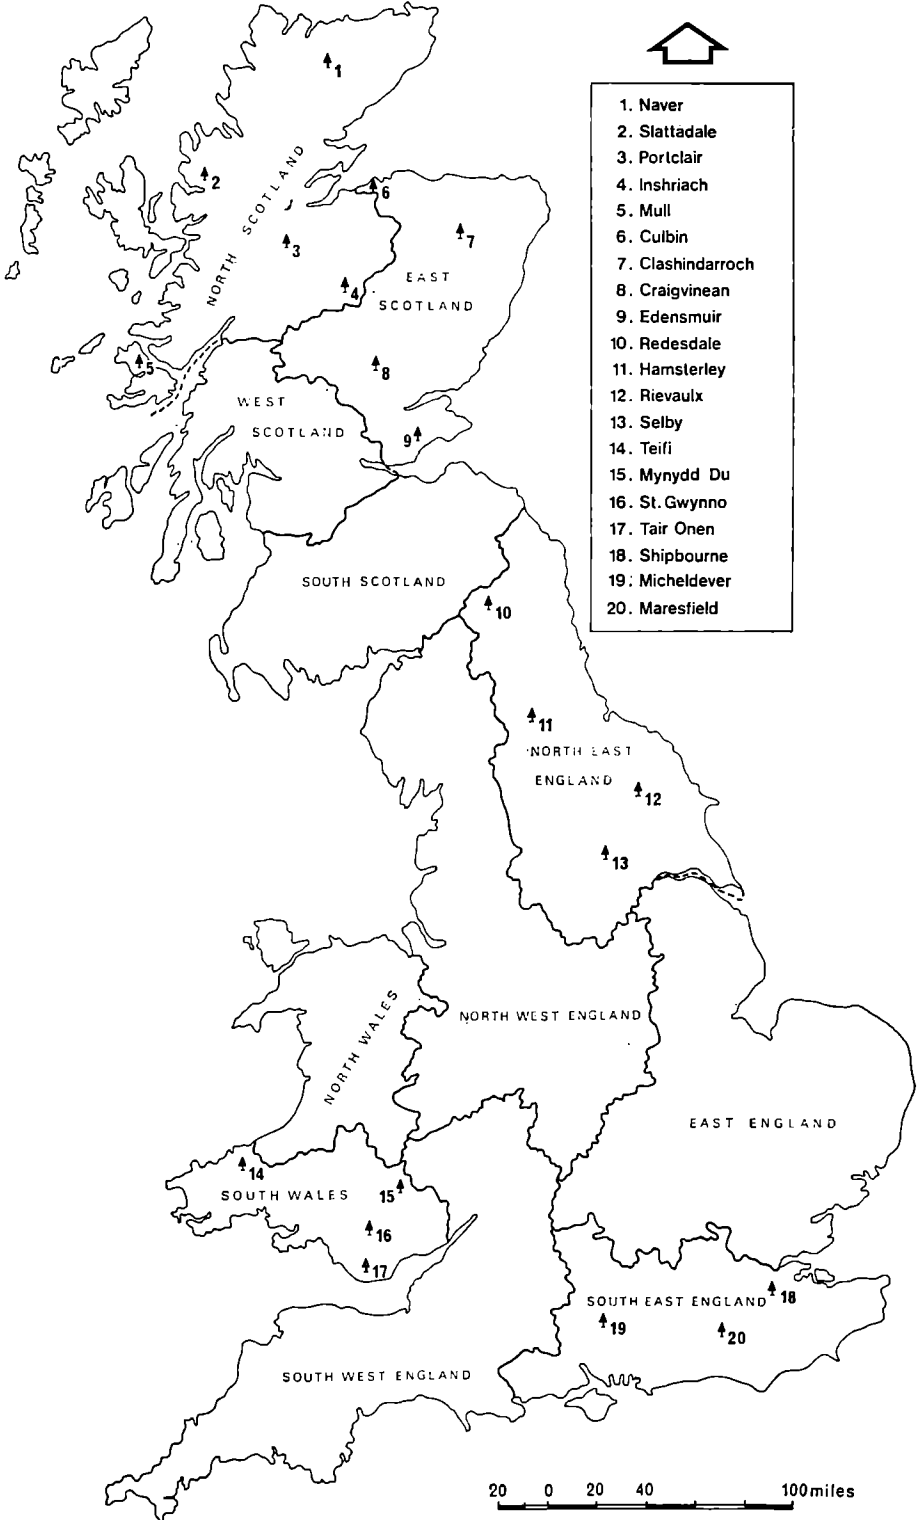 1. Naver
2. Slattadale
3. Portclair
4. Inshriach
5. Mull
6. Culbin
7. Clashindarroch
8. Craigvinean
9. Edensmuir
10. Redesdale
11. Hamsterley
12. Rievaulx
13. Selby
14. Teifi
15. Mynydd Du
16. St. Gwynno
17. Tair Onen
18. Shipbourne
19. Micheldever
20. Maresfield
1
2
NORTH SCOTLAND
6
7
3
EAST
SCOTLAND
4
5
8
WEST
SCOTLAND
9
SOUTH SCOTLAND
10
11
NORTH EAST
ENGLAND
12
13
NORTH WALES
NORTH WEST ENGLAND
EAST ENGLAND
14
SOUTH WALES
15
16
17
SOUTH EAST ENGLAND
18
19
20
SOUTH WEST ENGLAND
20 0 20 40 100 miles